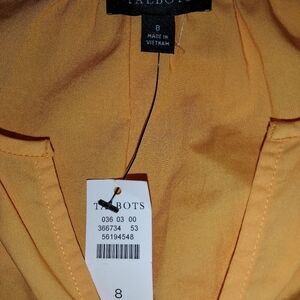 TALBOTS
8
MADE IN
VIETNAM
TALBOTS
036 03 00
366734 53
56194548
8